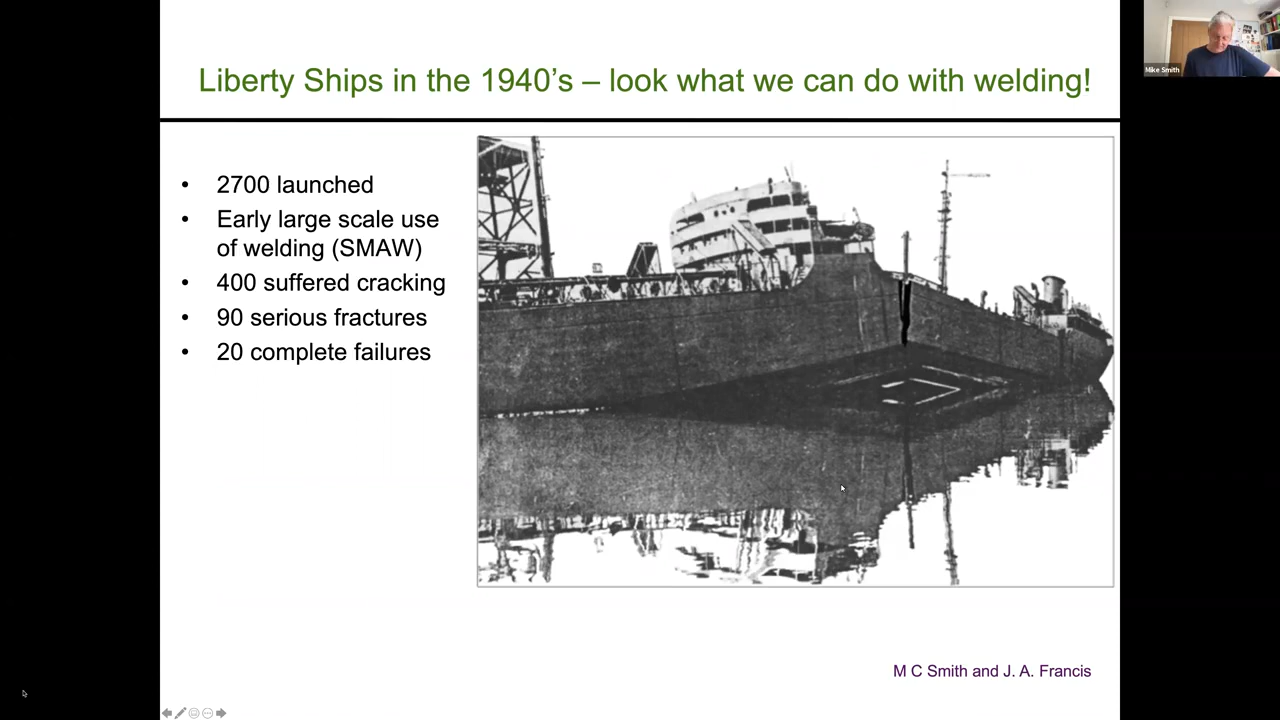 Liberty Ships in the 1940’s – look what we can do with welding!
• 2700 launched
• Early large scale use
of welding (SMAW)
• 400 suffered cracking
• 90 serious fractures
• 20 complete failures
M C Smith and J. A. Francis
Mike Smith